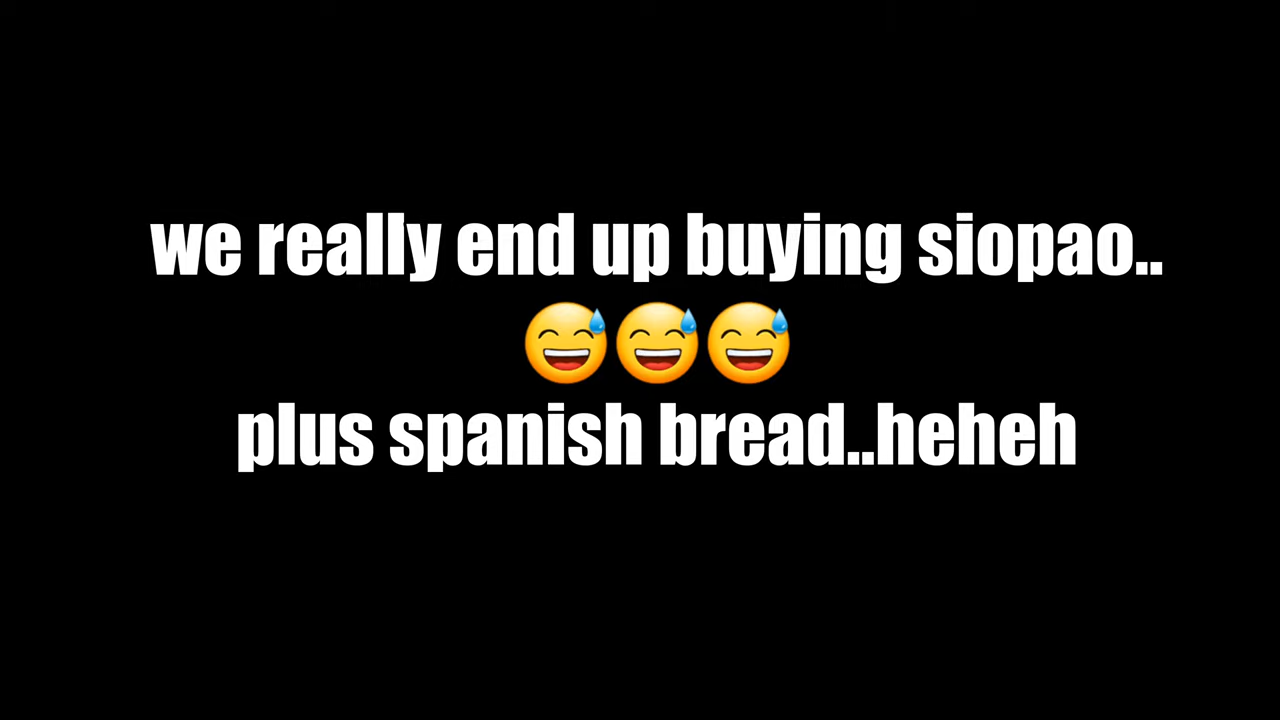 we really end up buying siopao..
😅😅😅
plus spanish bread..heheh